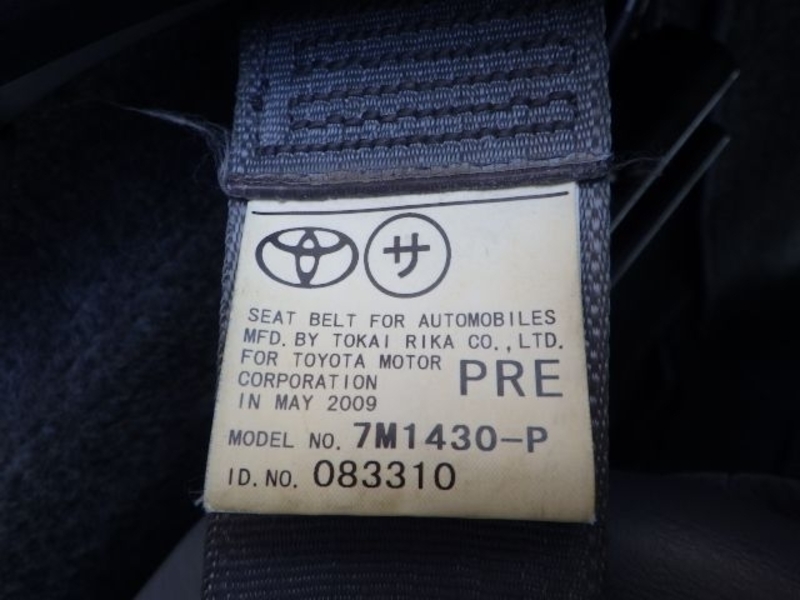 サ
SEAT BELT FOR AUTOMOBILES
MFD. BY TOKAI RIKA CO., LTD.
FOR TOYOTA MOTOR
CORPORATION PRE
IN MAY 2009
MODEL NO. 7M1430-P
ID. NO. 083310